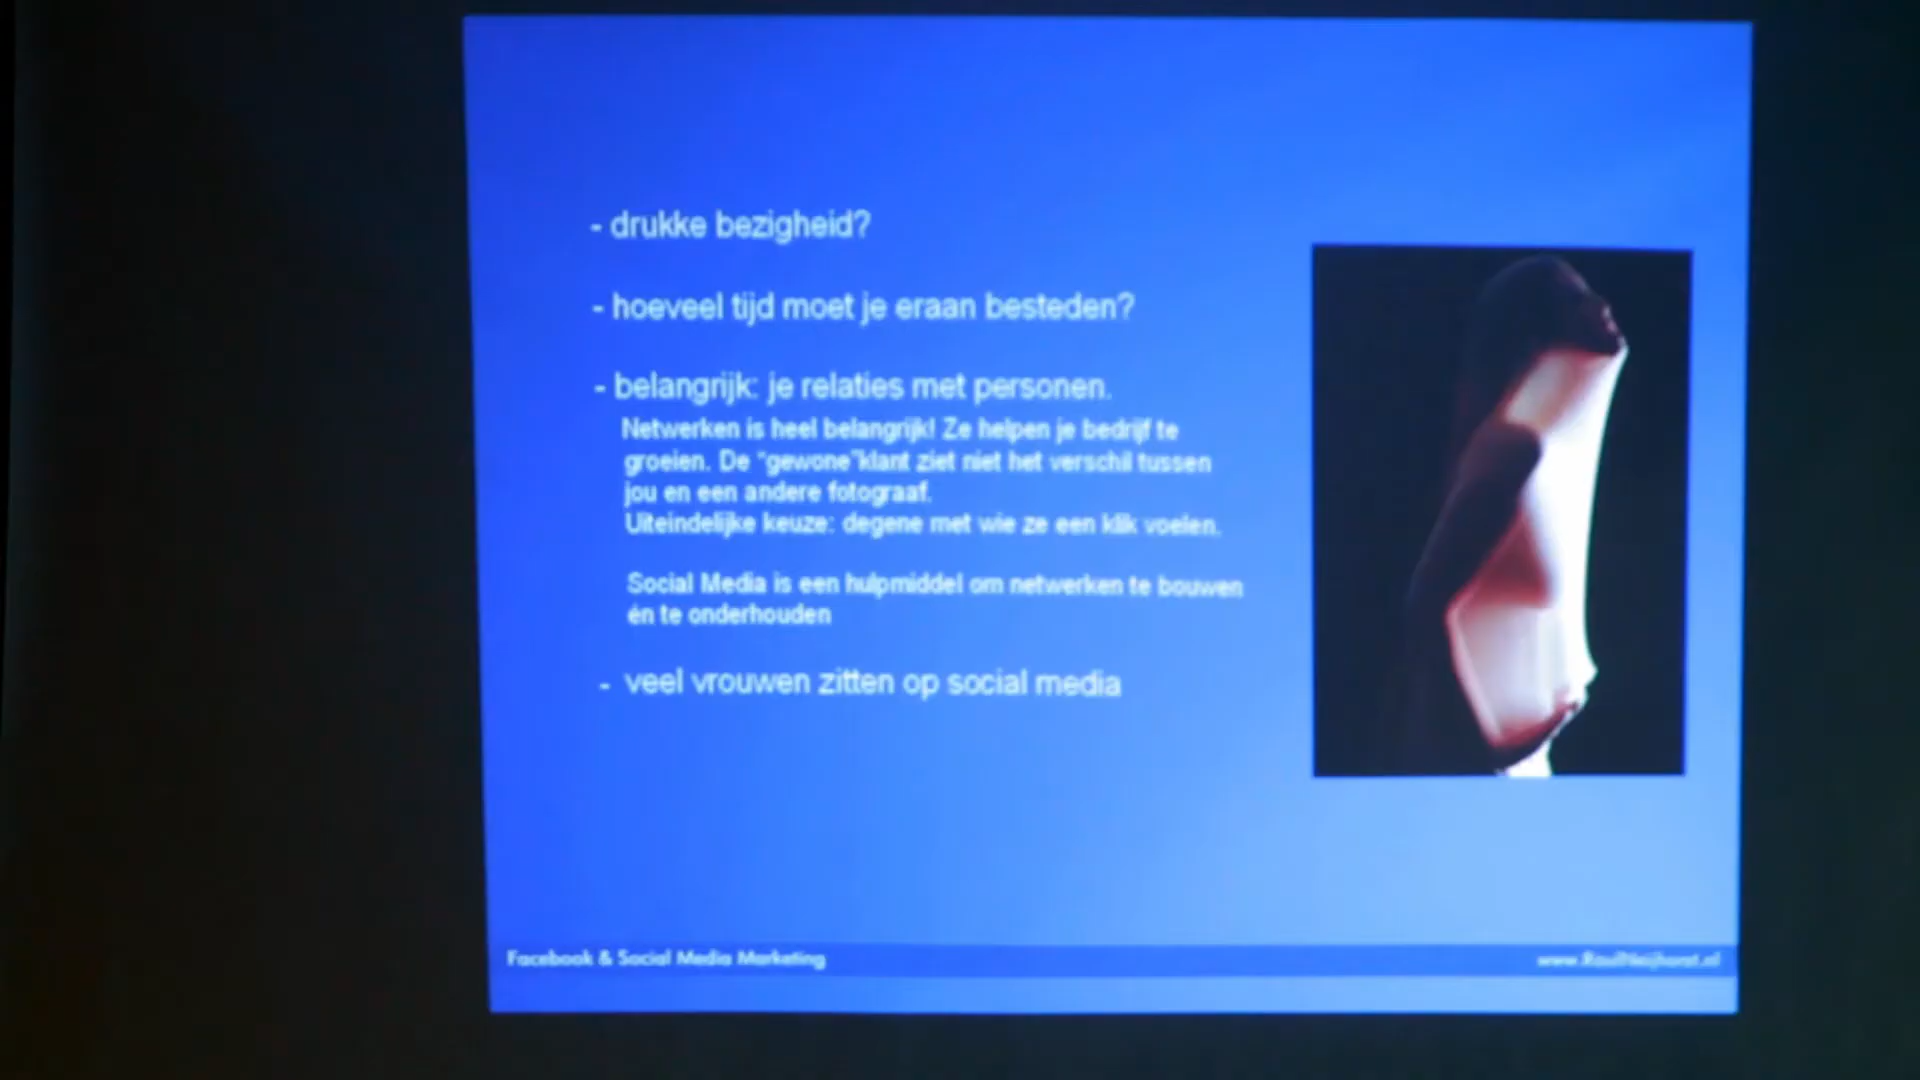 - drukke bezigheid?
- hoeveel tijd moet je eraan besteden?
- belangrijk: je relaties met personen.
Netwerken is heel belangrijk! Ze helpen je bedrijf te
groeien. De "gewone"klant ziet niet het verschil tussen
jou en een andere fotograaf.
Uiteindelijke keuze: degene met wie ze een klik voelen.
Social Media is een hulpmiddel om netwerken te bouwen
én te onderhouden
- veel vrouwen zitten op social media
Facebook & Social Media Marketing